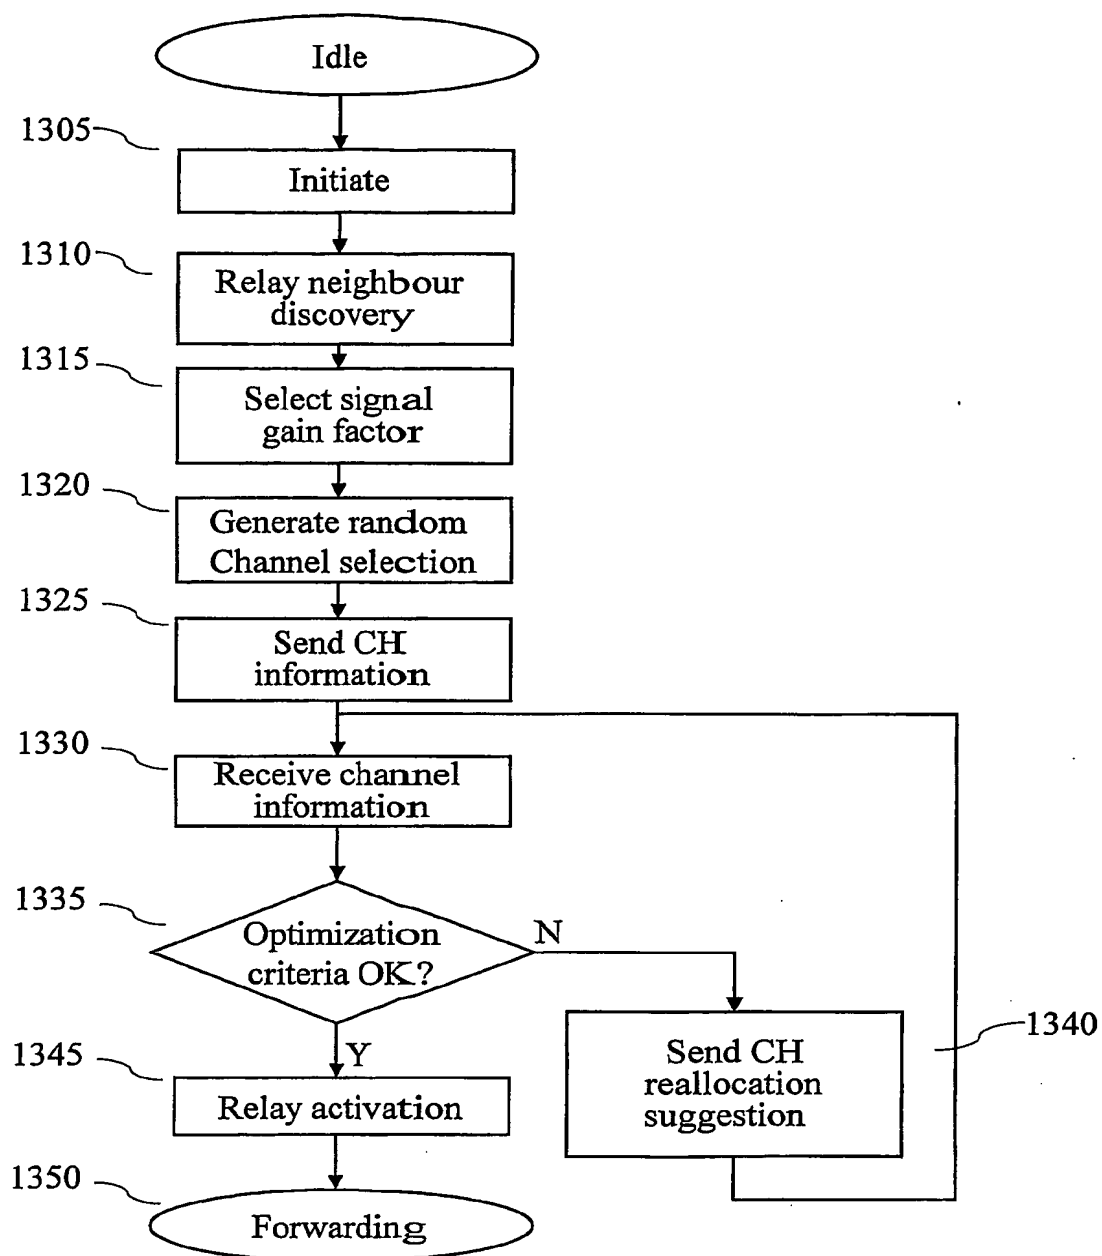 Idle
1305
Initiate
1310
Relay neighbour
discovery
1315
Select signal
gain factor
1320
Generate random
Channel selection
1325
Send CH
information
1330
Receive channel
information
1335
Optimization
criteria OK?
N
1340
Send CH
reallocation
suggestion
Y
1345
Relay activation
1350
Forwarding